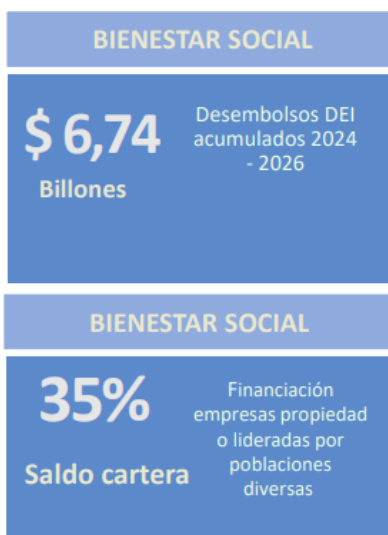 BIENESTAR SOCIAL
$ 6,74
Billones
Desembolsos DEI
acumulados 2024
- 2026
BIENESTAR SOCIAL
35%
Saldo cartera
Financiación
empresas propiedad
o lideradas por
poblaciones
diversas